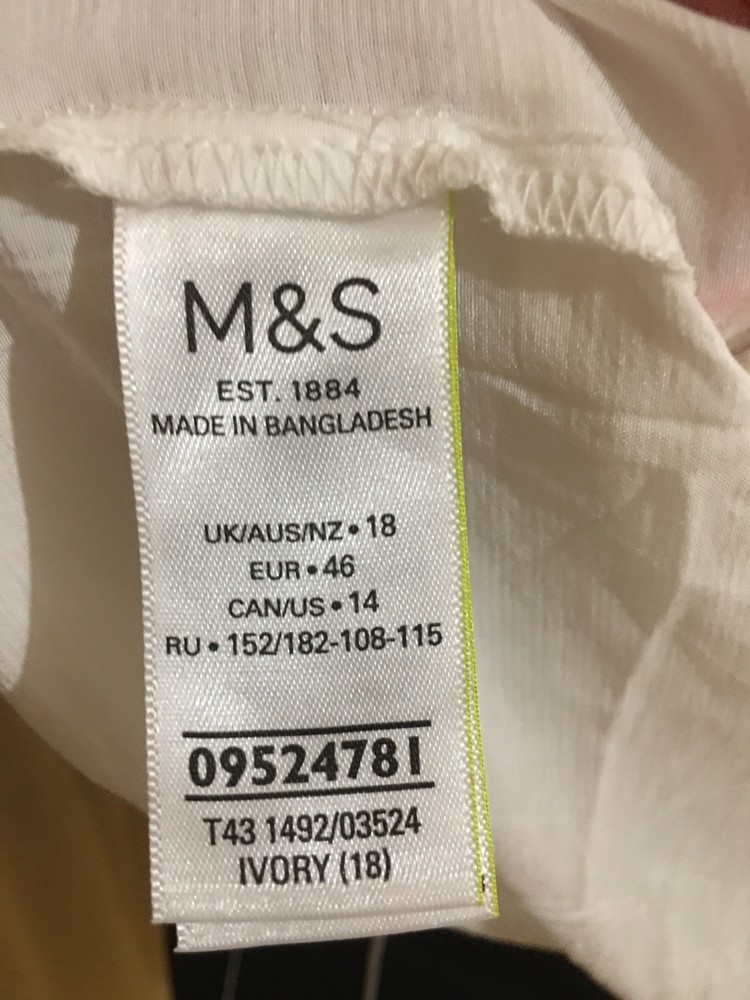 M&S
EST. 1884
MADE IN BANGLADESH
UK/AUS/NZ • 18
EUR • 46
CAN/US • 14
RU • 152/182-108-115
09524781
T43 1492/03524
IVORY (18)